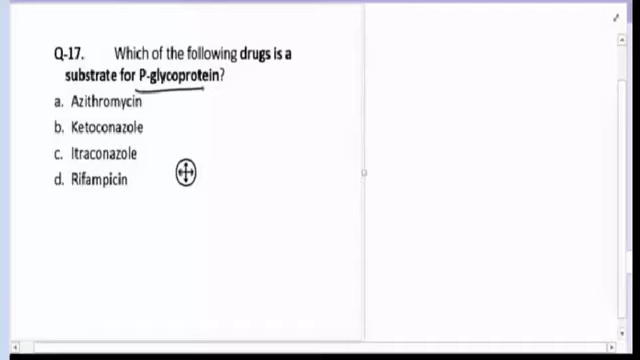 Q-17. Which of the following drugs is a
substrate for P-glycoprotein?
a. Azithromycin
b. Ketoconazole
c. Itraconazole
d. Rifampicin